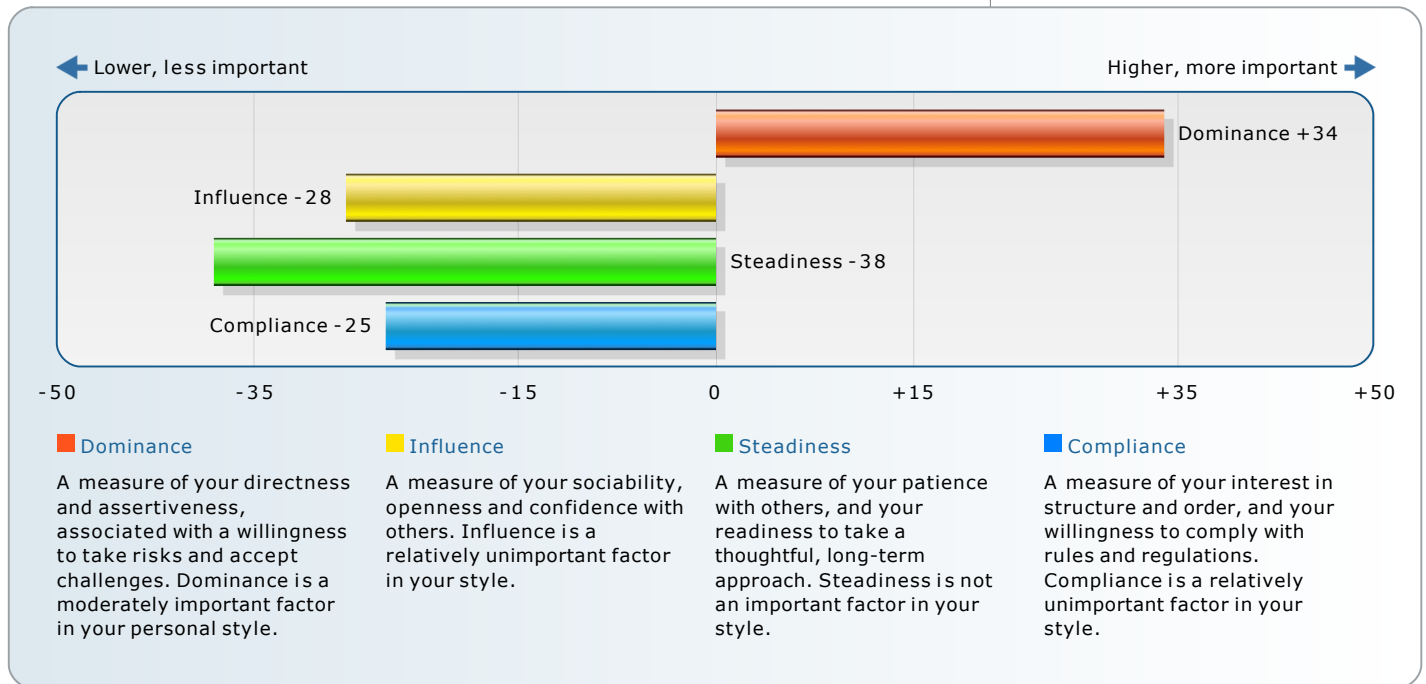 Lower, less important
Higher, more important
Dominance +34
Influence -28
Steadiness -38
Compliance -25
-50
-35
-15
0
+15
+35
+50
Dominance
A measure of your directness
and assertiveness,
associated with a willingness
to take risks and accept
challenges. Dominance is a
moderately important factor
in your personal style.
Influence
A measure of your sociability,
openness and confidence with
others. Influence is a
relatively unimportant factor
in your style.
Steadiness
A measure of your patience
with others, and your
readiness to take a
thoughtful, long-term
approach. Steadiness is not
an important factor in your
style.
Compliance
A measure of your interest in
structure and order, and your
willingness to comply with
rules and regulations.
Compliance is a relatively
unimportant factor in your
style.